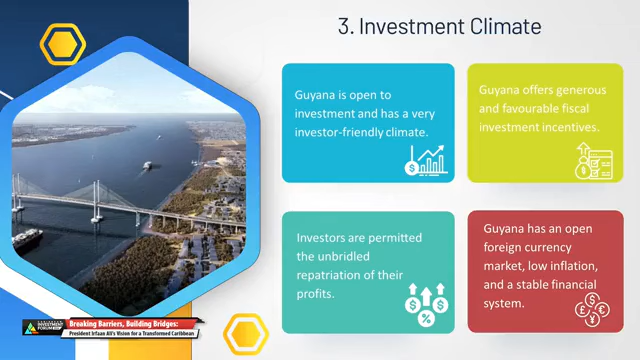 3. Investment Climate
Guyana is open to
investment and has a very
investor-friendly climate.
Guyana offers generous
and favourable fiscal
investment incentives.
Investors are permitted
the unbridled
repatriation of their
profits.
Guyana has an open
foreign currency
market, low inflation,
and a stable financial
system.
INVESTMENT
FORUM
Breaking Barriers, Building Bridges:
President Irfaan Ali's Vision for a Transformed Caribbean